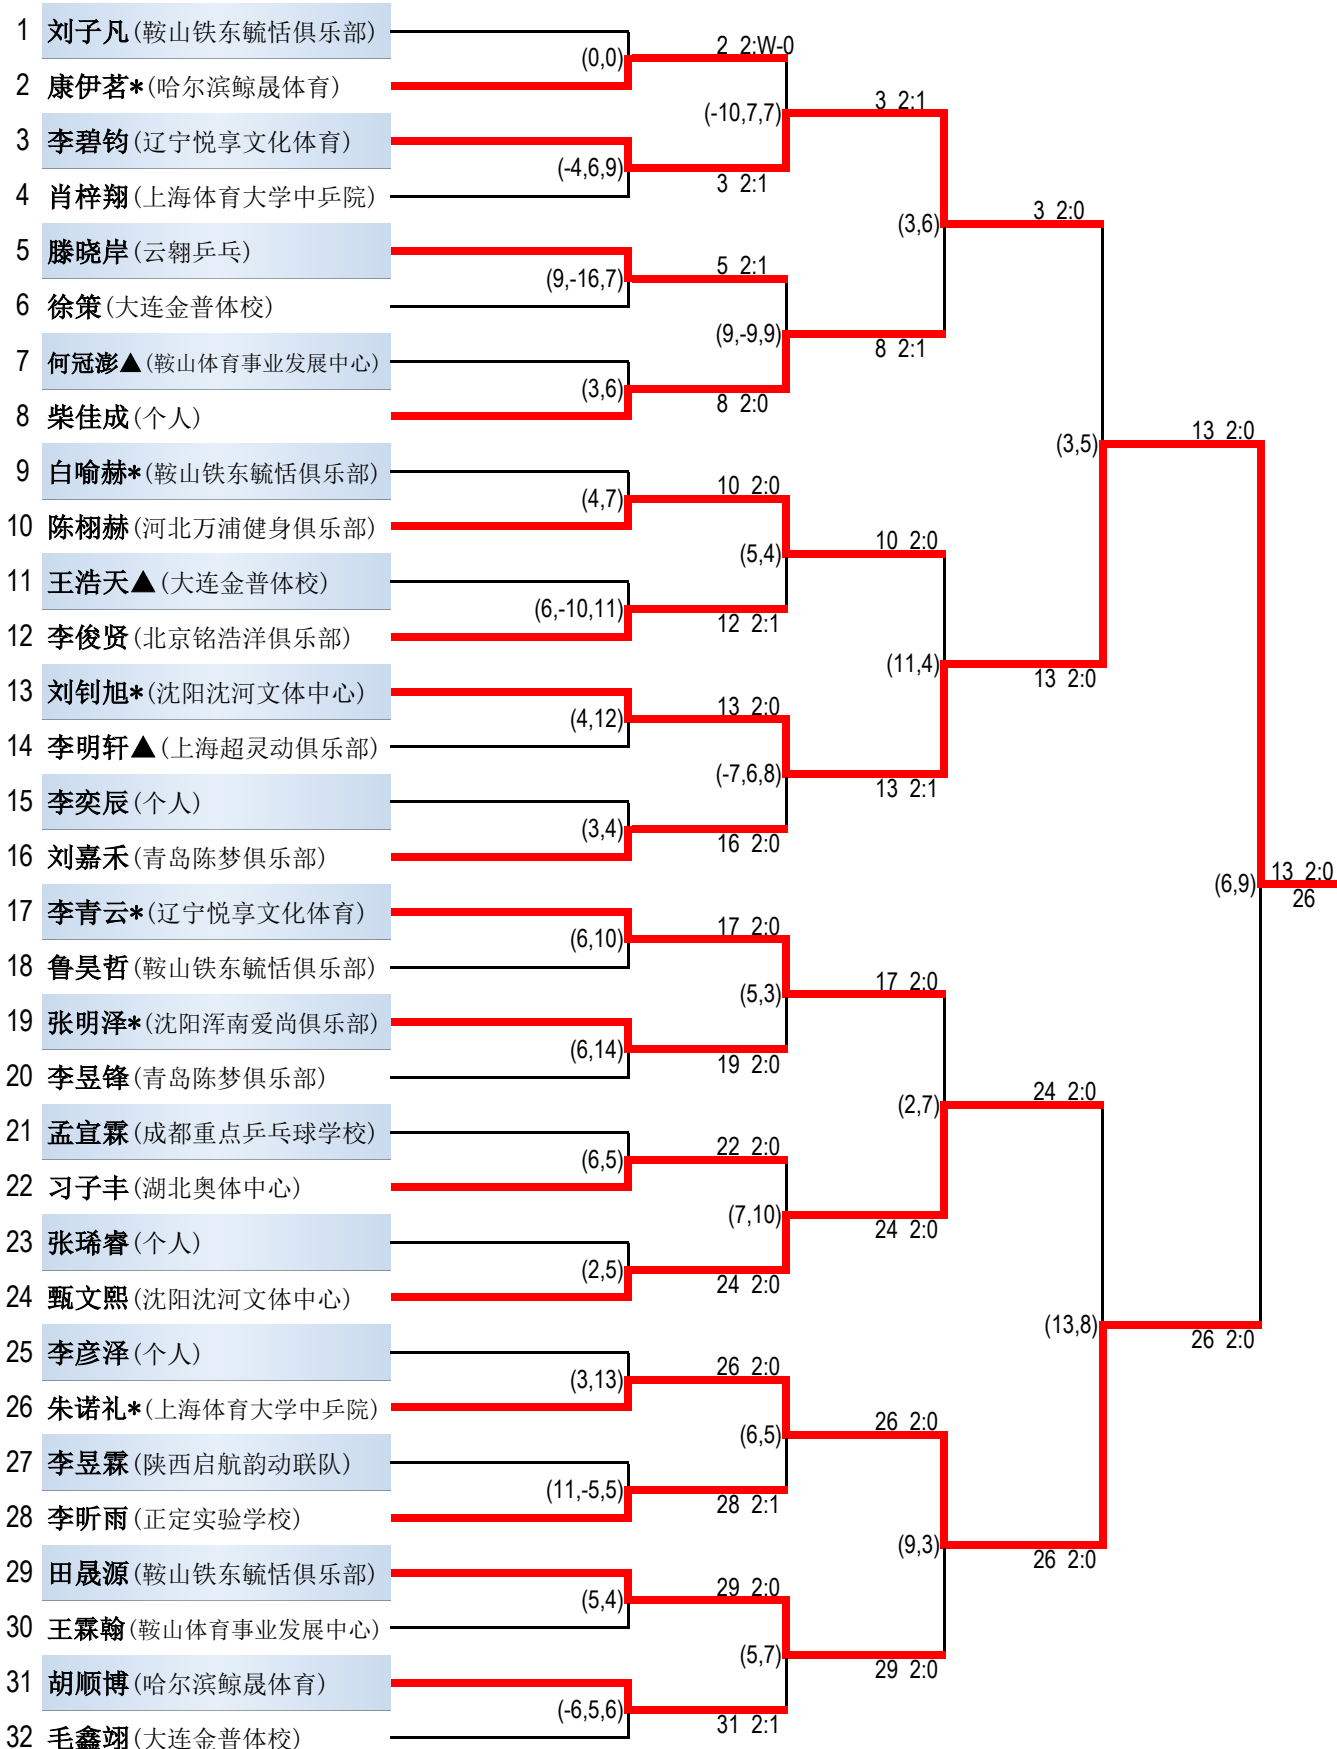 1 刘子凡(鞍山铁东毓恬俱乐部)
(0,0)
2 2:W-0
2 康伊茗*(哈尔滨鲸晟体育)
(-10,7,7)
3 2:1
3 李碧钧(辽宁悦享文化体育)
(-4,6,9)
3 2:1
4 肖梓翔(上海体育大学中乒院)
(3,6)
3 2:0
5 滕晓岸(云翱乒乓)
(9,-16,7)
5 2:1
6 徐策(大连金普体校)
(9,-9,9)
8 2:1
7 何冠澎▲(鞍山体育事业发展中心)
(3,6)
8 2:0
8 柴佳成(个人)
(3,5)
13 2:0
9 白喻赫*(鞍山铁东毓恬俱乐部)
(4,7)
10 2:0
10 陈栩赫(河北万浦健身俱乐部)
(5,4)
10 2:0
11 王浩天▲(大连金普体校)
(6,-10,11)
12 2:1
12 李俊贤(北京铭浩洋俱乐部)
(11,4)
13 2:0
13 刘钊旭*(沈阳沈河文体中心)
(4,12)
13 2:0
14 李明轩▲(上海超灵动俱乐部)
(-7,6,8)
13 2:1
15 李奕辰(个人)
(3,4)
16 2:0
16 刘嘉禾(青岛陈梦俱乐部)
(6,9)
13 2:0
26
17 李青云*(辽宁悦享文化体育)
(6,10)
17 2:0
18 鲁昊哲(鞍山铁东毓恬俱乐部)
(5,3)
17 2:0
19 张明泽*(沈阳浑南爱尚俱乐部)
(6,14)
19 2:0
20 李昱锋(青岛陈梦俱乐部)
(2,7)
24 2:0
21 孟宣霖(成都重点乒乓球学校)
(6,5)
22 2:0
22 习子丰(湖北奥体中心)
(7,10)
24 2:0
23 张琋睿(个人)
(2,5)
24 2:0
24 甄文熙(沈阳沈河文体中心)
(13,8)
26 2:0
25 李彦泽(个人)
(3,13)
26 2:0
26 朱诺礼*(上海体育大学中乒院)
(6,5)
26 2:0
27 李昱霖(陕西启航韵动联队)
(11,-5,5)
28 2:1
28 李昕雨(正定实验学校)
(9,3)
26 2:0
29 田晟源(鞍山铁东毓恬俱乐部)
(5,4)
29 2:0
30 王霖翰(鞍山体育事业发展中心)
(5,7)
29 2:0
31 胡顺博(哈尔滨鲸晟体育)
(-6,5,6)
31 2:1
32 毛鑫翊(大连金普体校)